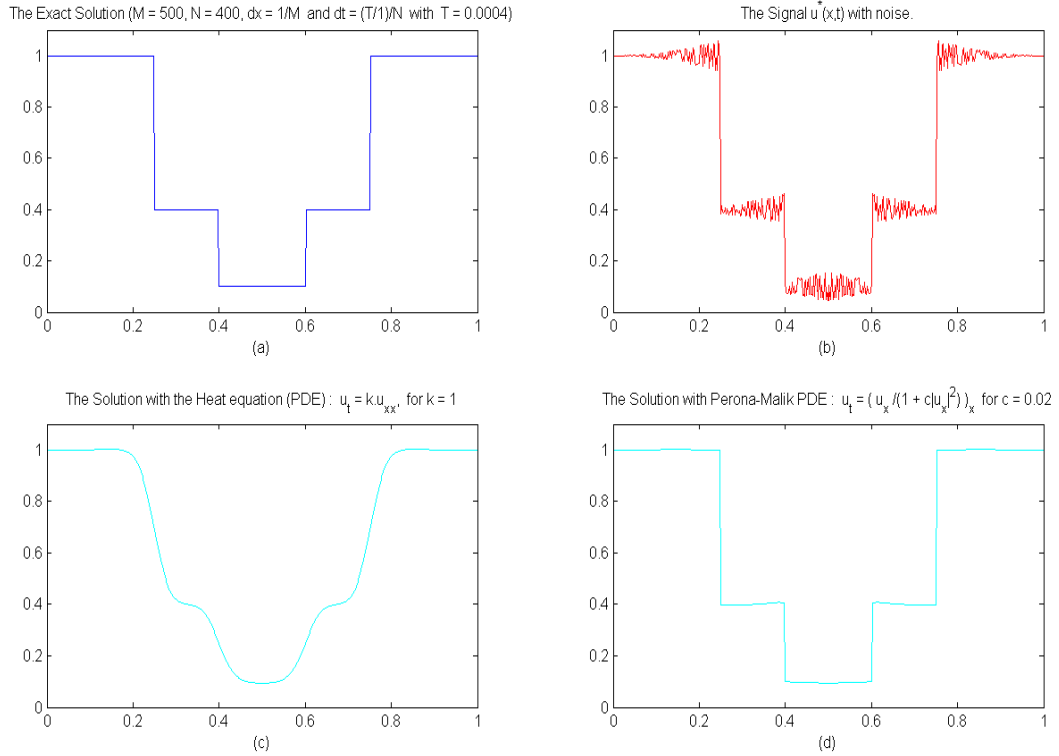 The Exact Solution (M = 500, N = 400, dx = 1/M and dt = (T/1)/N with T = 0.0004)
1
0.8
0.6
0.4
0.2
0
0 0.2 0.4 0.6 0.8 1
(a)
The Signal u*(x,t) with noise.
1
0.8
0.6
0.4
0.2
0
0 0.2 0.4 0.6 0.8 1
(b)
The Solution with the Heat equation (PDE) : u_t = k.u_xx, for k = 1
1
0.8
0.6
0.4
0.2
0
0 0.2 0.4 0.6 0.8 1
(c)
The Solution with Perona-Malik PDE : u_t = ( u_x /(1 + c|u_x|^2) )_x for c = 0.02
1
0.8
0.6
0.4
0.2
0
0 0.2 0.4 0.6 0.8 1
(d)